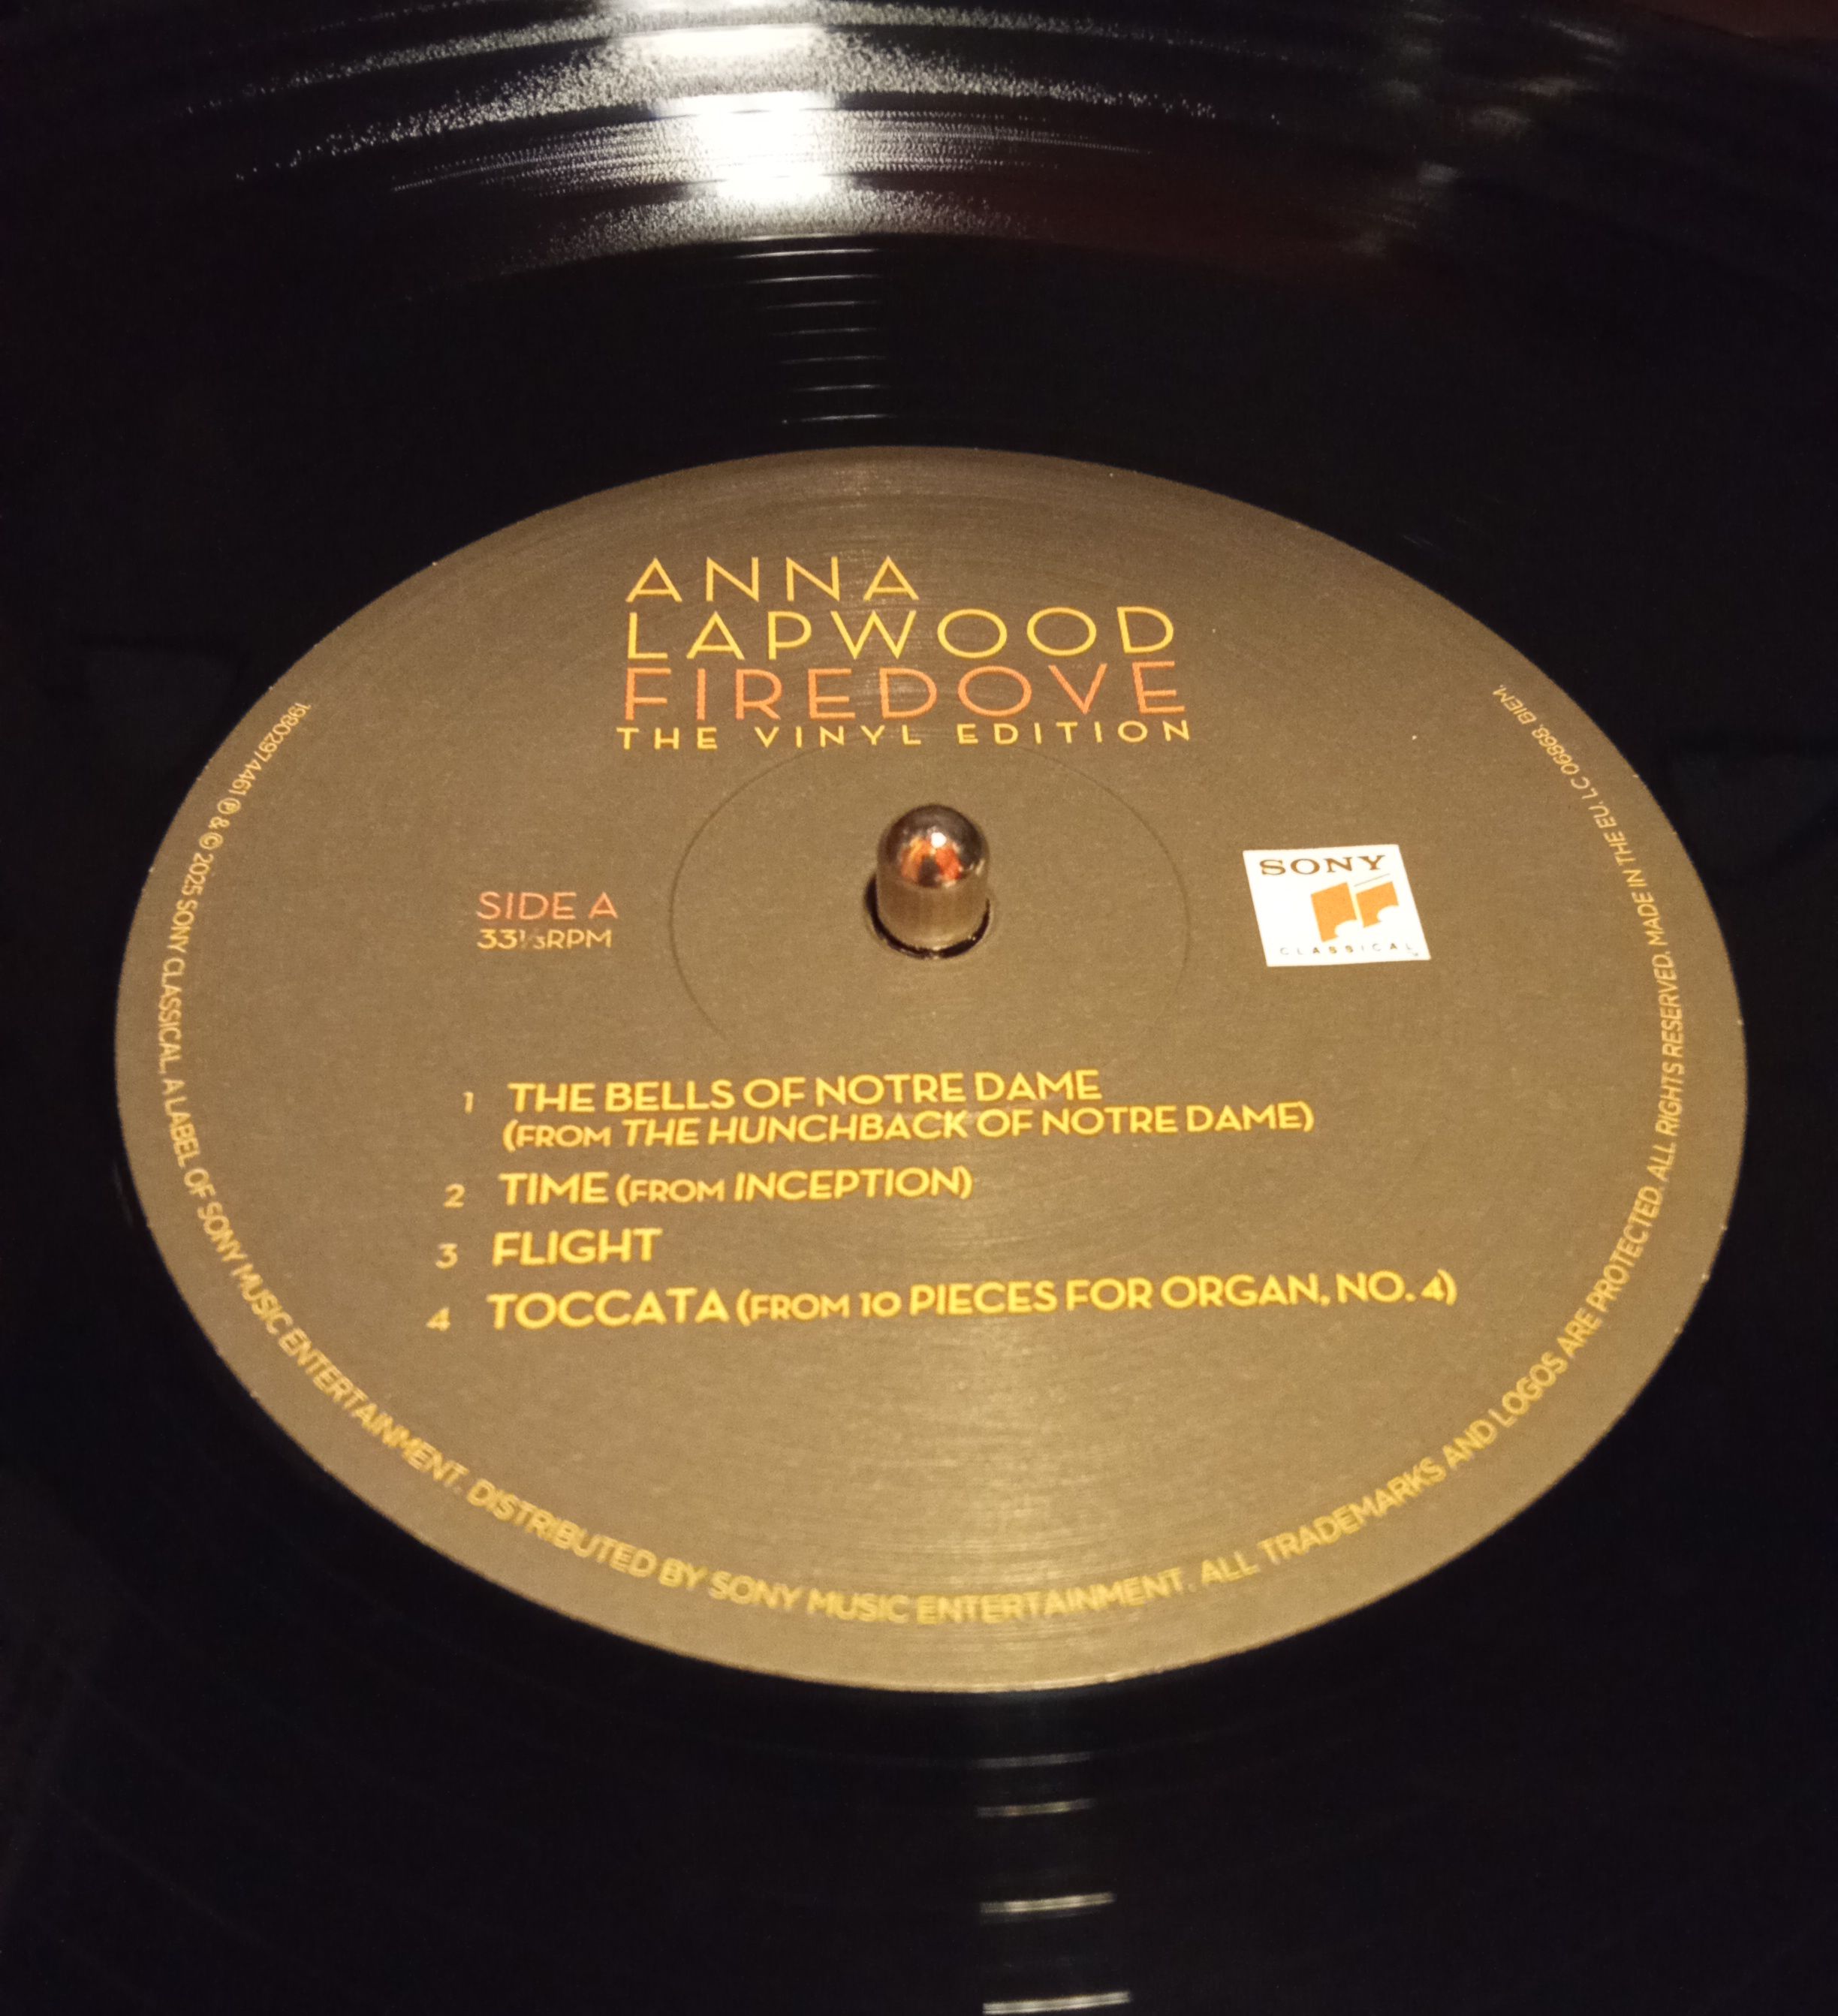 ANNA
LAPWOOD
FIREDOVE
THE VINYL EDITION
SIDE A
33⅓RPM
SONY
CLASSICAL
1 THE BELLS OF NOTRE DAME
(FROM THE HUNCHBACK OF NOTRE DAME)
2 TIME (FROM INCEPTION)
3 FLIGHT
4 TOCCATA (FROM 10 PIECES FOR ORGAN, NO. 4)
19802974461 ℗ & © 2025 SONY CLASSICAL, A LABEL OF SONY MUSIC ENTERTAINMENT. DISTRIBUTED BY SONY MUSIC ENTERTAINMENT. ALL TRADEMARKS AND LOGOS ARE PROTECTED. ALL RIGHTS RESERVED. MADE IN THE EU. LC 06868. BIEM.